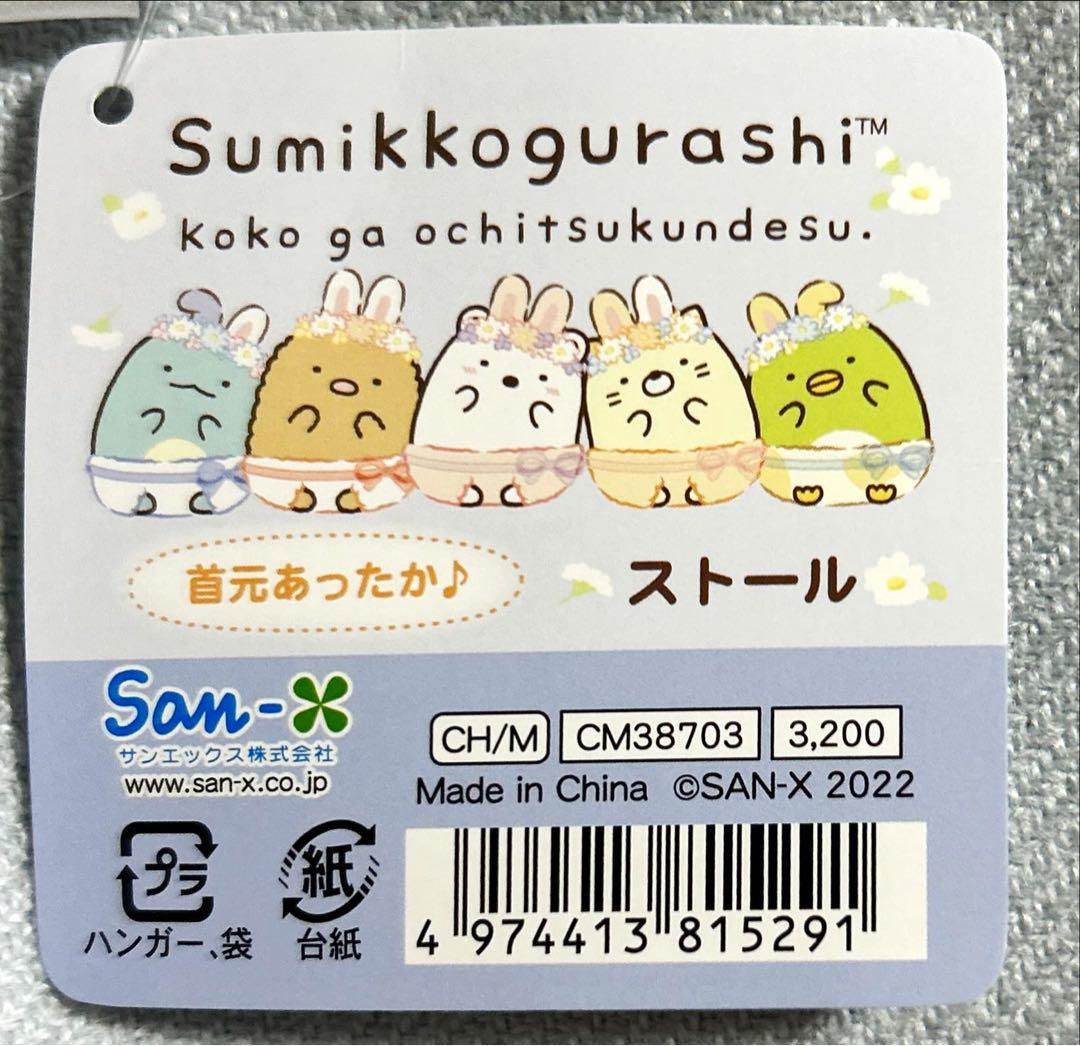 Sumikkogurashi™
koko ga ochitsukundesu.
首元あったか♪
ストール
San-X
サンエックス株式会社
www.san-x.co.jp
CH/M CM38703 3,200
Made in China ©SAN-X 2022
プラ
ハンガー、袋
紙
台紙
4 974413 815291